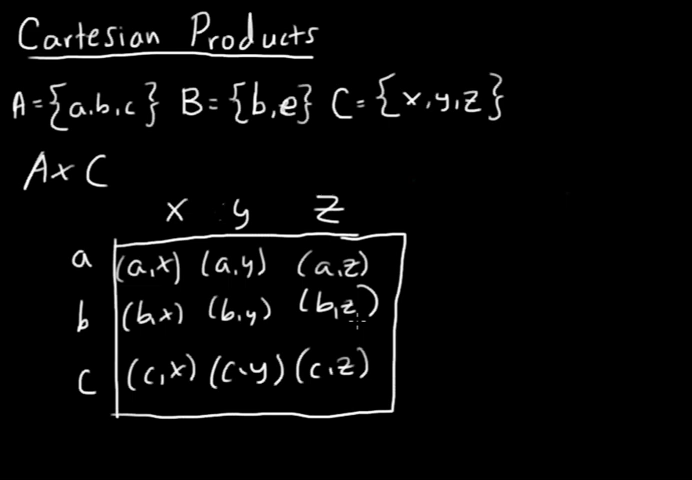 Cartesian Products
A={a,b,c} B={b,e} C={x,y,z}
A×C
x y z
a (a,x) (a,y) (a,z)
b (b,x) (b,y) (b,z)
c (c,x) (c,y) (c,z)